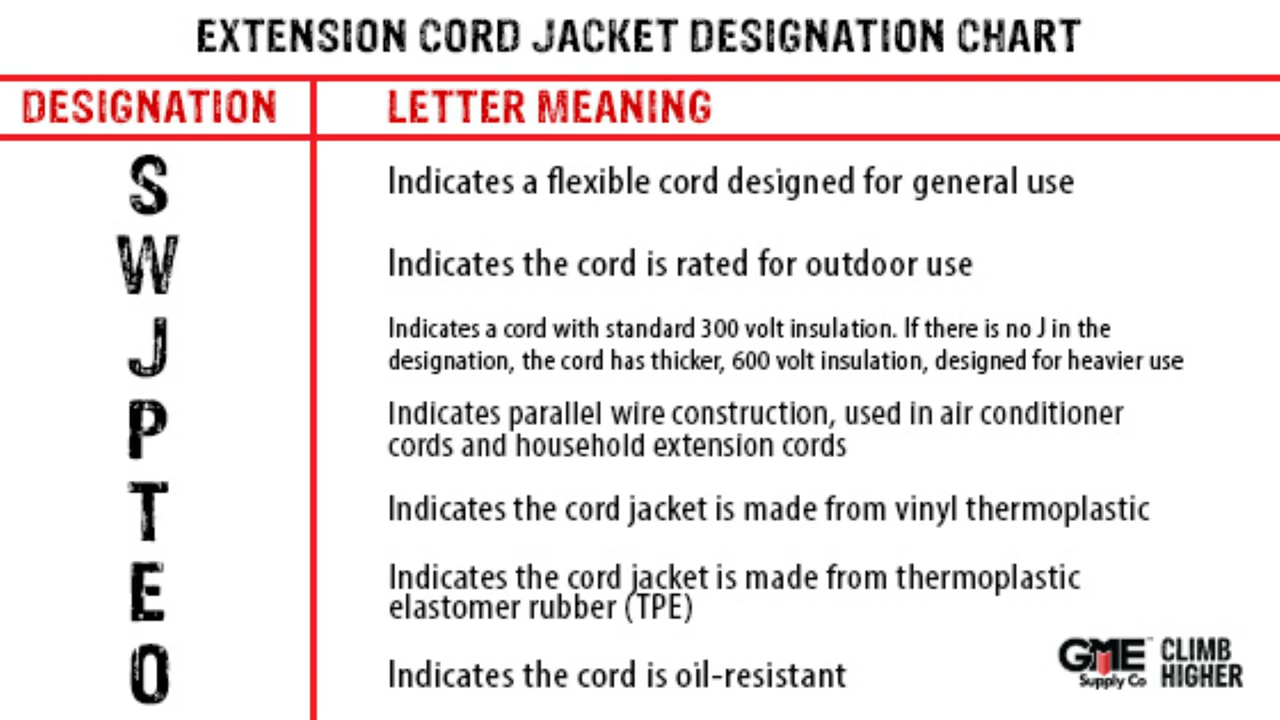 EXTENSION CORD JACKET DESIGNATION CHART
DESIGNATION
LETTER MEANING
S
Indicates a flexible cord designed for general use
W
Indicates the cord is rated for outdoor use
J
Indicates a cord with standard 300 volt insulation. If there is no J in the
designation, the cord has thicker, 600 volt insulation, designed for heavier use
P
Indicates parallel wire construction, used in air conditioner
cords and household extension cords
T
Indicates the cord jacket is made from vinyl thermoplastic
E
Indicates the cord jacket is made from thermoplastic
elastomer rubber (TPE)
O
Indicates the cord is oil-resistant
GME
Supply Co
CLIMB
HIGHER